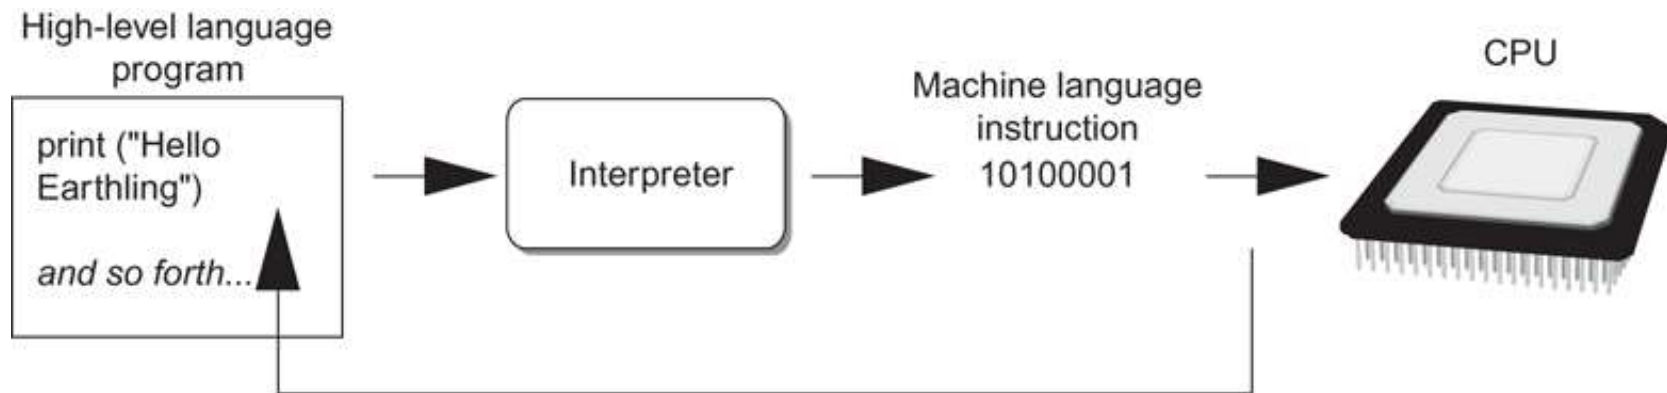 High-level language
program
print ("Hello
Earthling")
and so forth...
Interpreter
Machine language
instruction
10100001
CPU